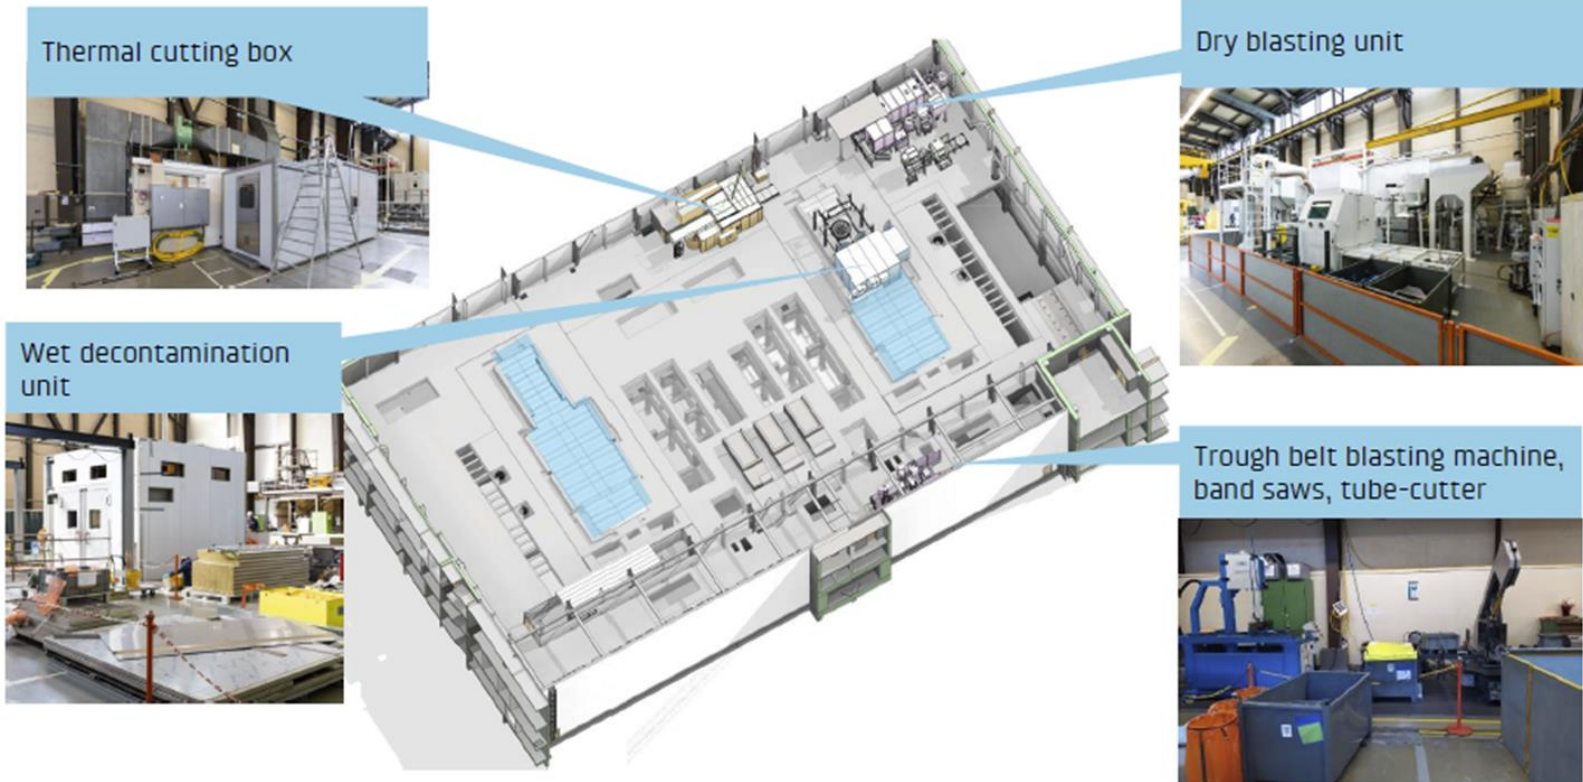 Thermal cutting box
Dry blasting unit
Wet decontamination
unit
Trough belt blasting machine,
band saws, tube-cutter